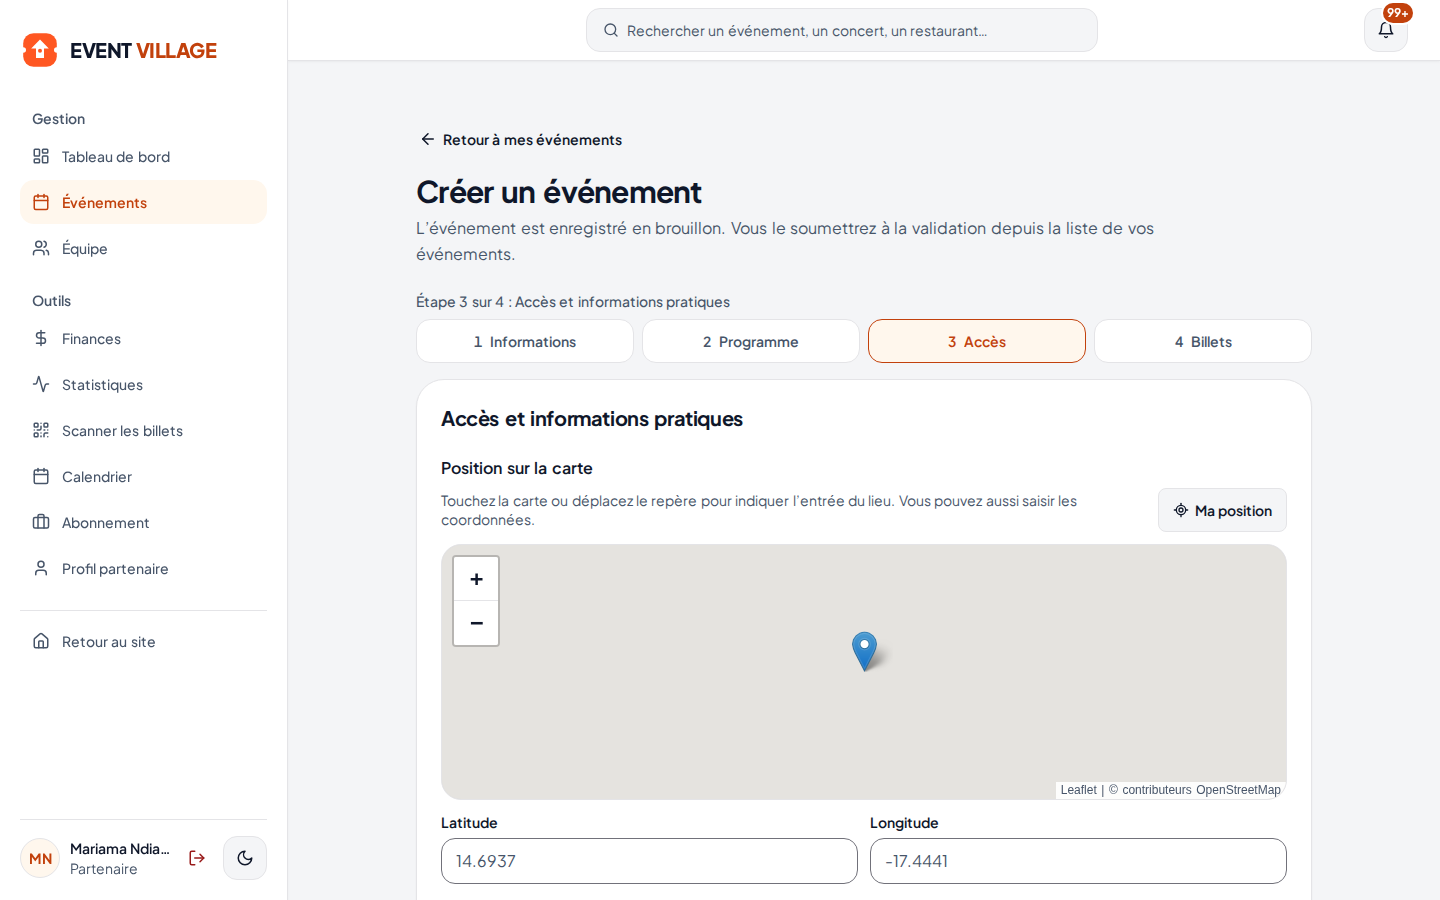 EVENT VILLAGE
Rechercher un événement, un concert, un restaurant…
99+
Gestion
Tableau de bord
Événements
Équipe
Outils
Finances
Statistiques
Scanner les billets
Calendrier
Abonnement
Profil partenaire
Retour au site
MN
Mariama Ndia…
Partenaire
Retour à mes événements
Créer un événement
L’événement est enregistré en brouillon. Vous le soumettrez à la validation depuis la liste de vos
événements.
Étape 3 sur 4 : Accès et informations pratiques
1 Informations
2 Programme
3 Accès
4 Billets
Accès et informations pratiques
Position sur la carte
Touchez la carte ou déplacez le repère pour indiquer l’entrée du lieu. Vous pouvez aussi saisir les
coordonnées.
Ma position
+
−
Leaflet | © contributeurs OpenStreetMap
Latitude
Longitude
14.6937
-17.4441